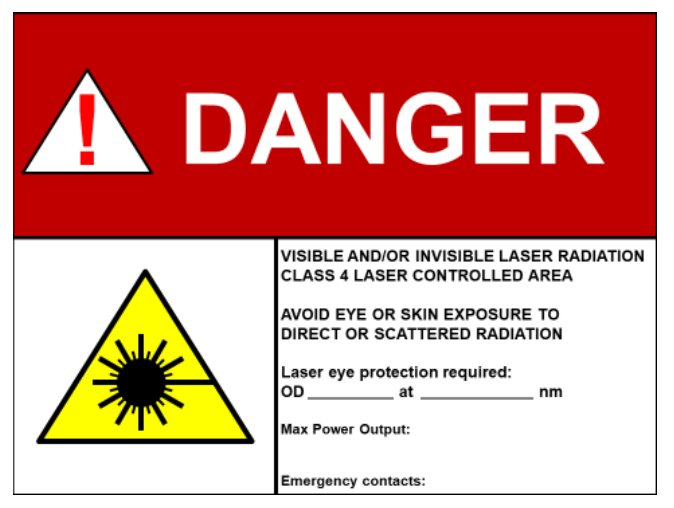 ! DANGER
VISIBLE AND/OR INVISIBLE LASER RADIATION
CLASS 4 LASER CONTROLLED AREA
AVOID EYE OR SKIN EXPOSURE TO
DIRECT OR SCATTERED RADIATION
Laser eye protection required:
OD __________ at _____________ nm
Max Power Output:
Emergency contacts: